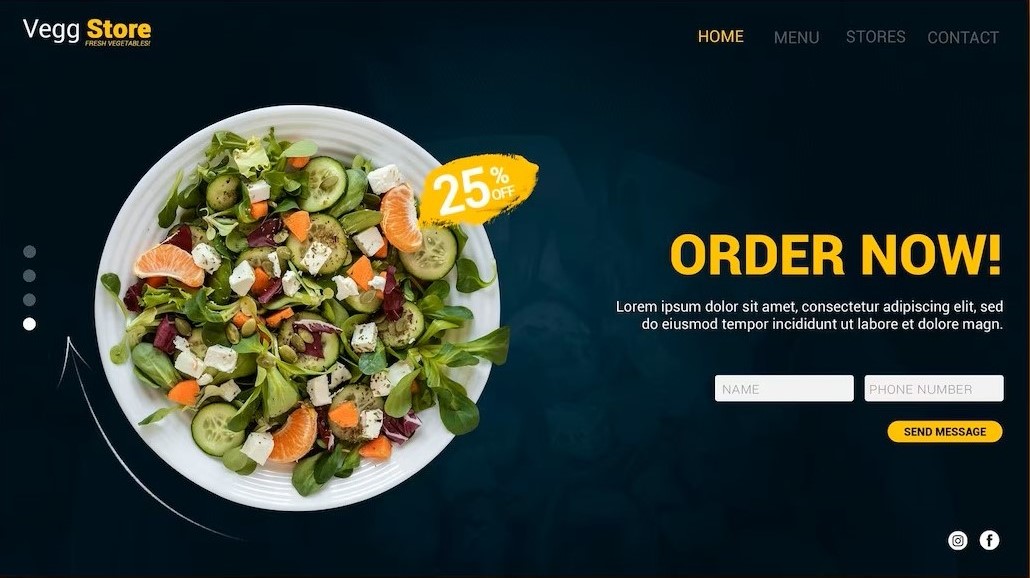 Vegg Store
FRESH VEGETABLES!
HOME MENU STORES CONTACT
25% OFF
ORDER NOW!
Lorem ipsum dolor sit amet, consectetur adipiscing elit, sed
do eiusmod tempor incididunt ut labore et dolore magn.
NAME PHONE NUMBER
SEND MESSAGE